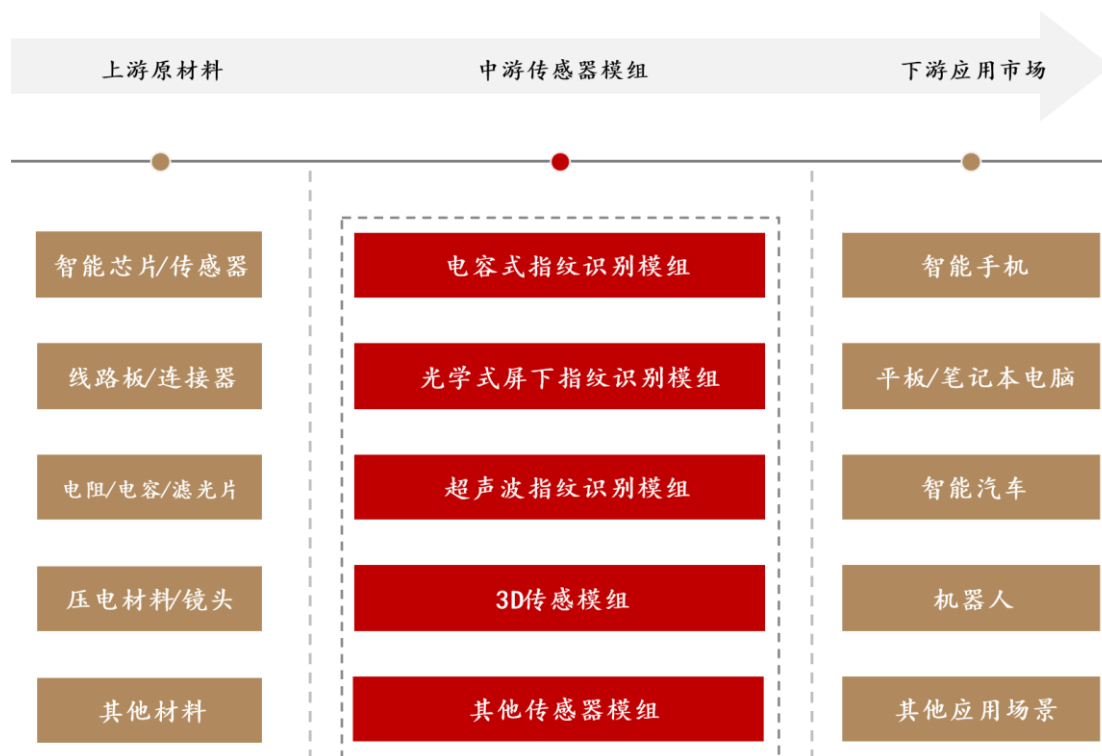 上游原材料
中游传感器模组
下游应用市场
智能芯片/传感器
电容式指纹识别模组
智能手机
线路板/连接器
光学式屏下指纹识别模组
平板/笔记本电脑
电阻/电容/滤光片
超声波指纹识别模组
智能汽车
压电材料/镜头
3D传感模组
机器人
其他材料
其他传感器模组
其他应用场景